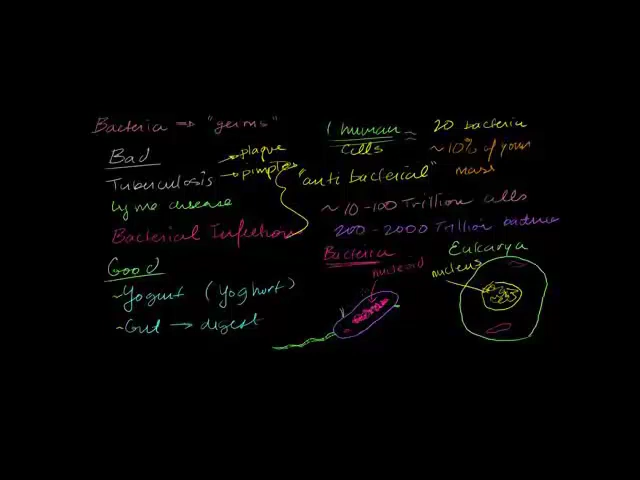 Bacteria → "germs"
Bad
→ plaque
→ pimples
Tuberculosis
Lyme disease
Bacterial Infections
Good
~Yogurt (Yoghurt)
~Gut → digest
1 human cells ≈ 20 bacteria
~10% of your mass
"anti bacterial"
~10-100 Trillion cells
200-2000 Trillion bacteria
Bacteria
nucleoid
Eukarya
nucleus